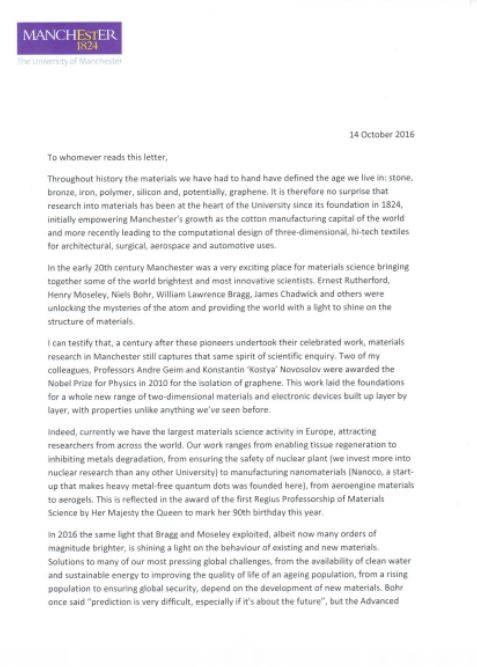 MANCHESTER
1824
The University of Manchester
14 October 2016
To whomever reads this letter,
Throughout history the materials we have had to hand have defined the age we live in: stone,
bronze, iron, polymer, silicon and, potentially, graphene. It is therefore no surprise that
research into materials has been at the heart of the University since its foundation in 1824,
initially empowering Manchester's growth as the cotton manufacturing capital of the world
and more recently leading to the computational design of three-dimensional, hi-tech textiles
for architectural, surgical, aerospace and automotive uses.
In the early 20th century Manchester was a very exciting place for materials science bringing
together some of the world brightest and most innovative scientists. Ernest Rutherford,
Henry Moseley, Niels Bohr, William Lawrence Bragg, James Chadwick and others were
unlocking the mysteries of the atom and providing the world with a light to shine on the
structure of materials.
I can testify that, a century after these pioneers undertook their celebrated work, materials
research in Manchester still captures that same spirit of scientific enquiry. Two of my
colleagues, Professors Andre Geim and Konstantin 'Kostya' Novosolov were awarded the
Nobel Prize for Physics in 2010 for the isolation of graphene. This work laid the foundations
for a whole new range of two-dimensional materials and electronic devices built up layer by
layer, with properties unlike anything we've seen before.
Indeed, currently we have the largest materials science activity in Europe, attracting
researchers from across the world. Our work ranges from enabling tissue regeneration to
inhibiting metals degradation, from ensuring the safety of nuclear plant (we invest more into
nuclear research than any other University) to manufacturing nanomaterials (Nanoco, a start-
up that makes heavy metal-free quantum dots was founded here), from aeroengine materials
to aerogels. This is reflected in the award of the first Regius Professorship of Materials
Science by Her Majesty the Queen to mark her 90th birthday this year.
In 2016 the same light that Bragg and Moseley exploited, albeit now many orders of
magnitude brighter, is shining a light on the behaviour of existing and new materials.
Solutions to many of our most pressing global challenges, from the availability of clean water
and sustainable energy to improving the quality of life of an ageing population, from a rising
population to ensuring global security, depend on the development of new materials. Bohr
once said "prediction is very difficult, especially if it's about the future", but the Advanced